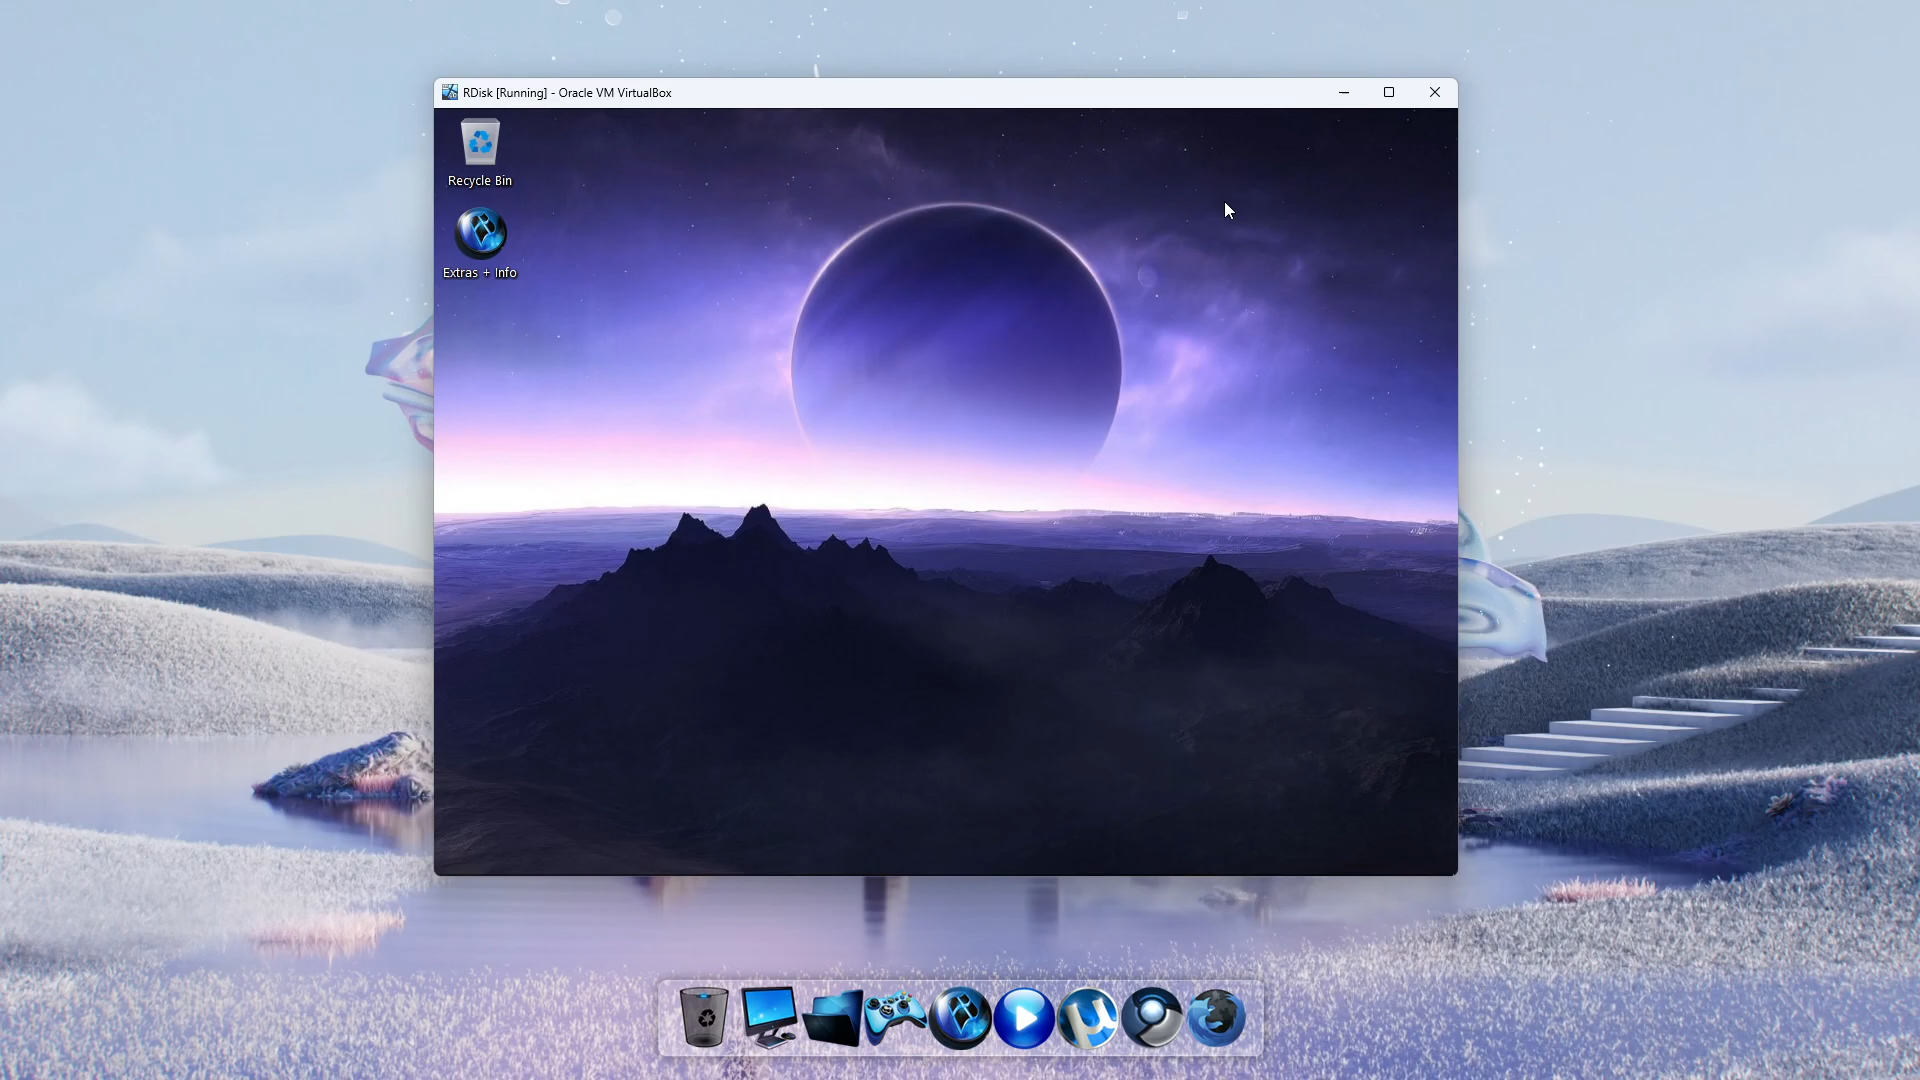 RDisk [Running] - Oracle VM VirtualBox
Recycle Bin
Extras + Info